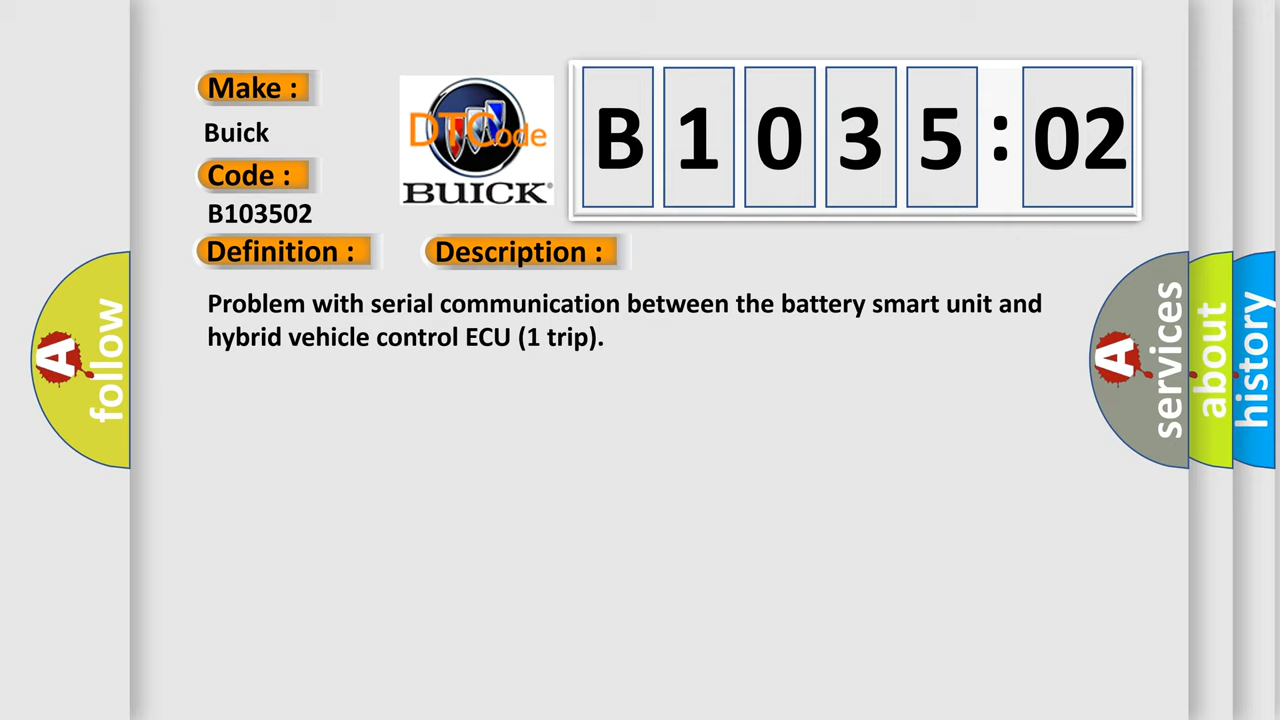 Make :
Buick
Code :
B103502
DTCode
BUICK®
B 1 0 3 5 : 02
Definition :
Description :
Problem with serial communication between the battery smart unit and
hybrid vehicle control ECU (1 trip).
A follow
A services
about
history